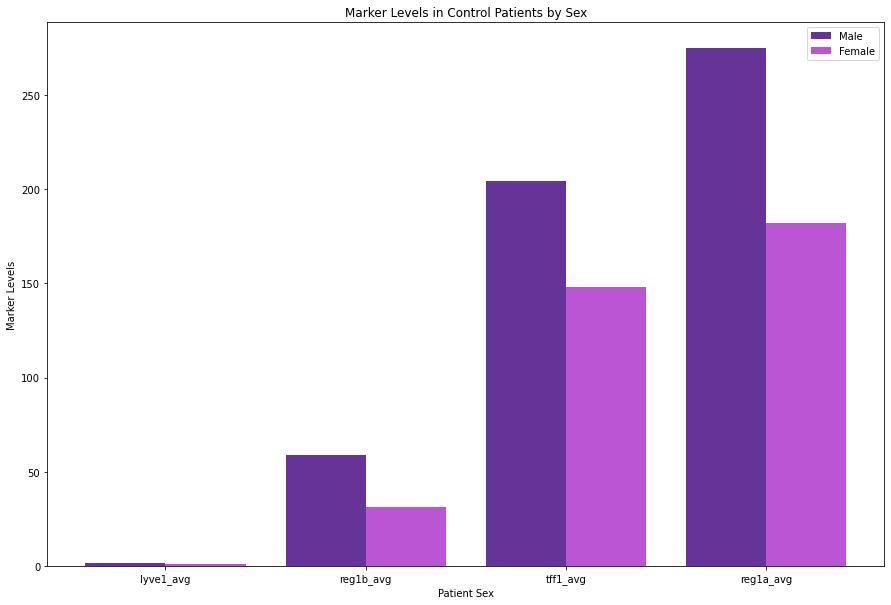 Marker Levels in Control Patients by Sex
Male
Female
Marker Levels
250
200
150
100
50
0
lyve1_avg
reg1b_avg
tff1_avg
reg1a_avg
Patient Sex